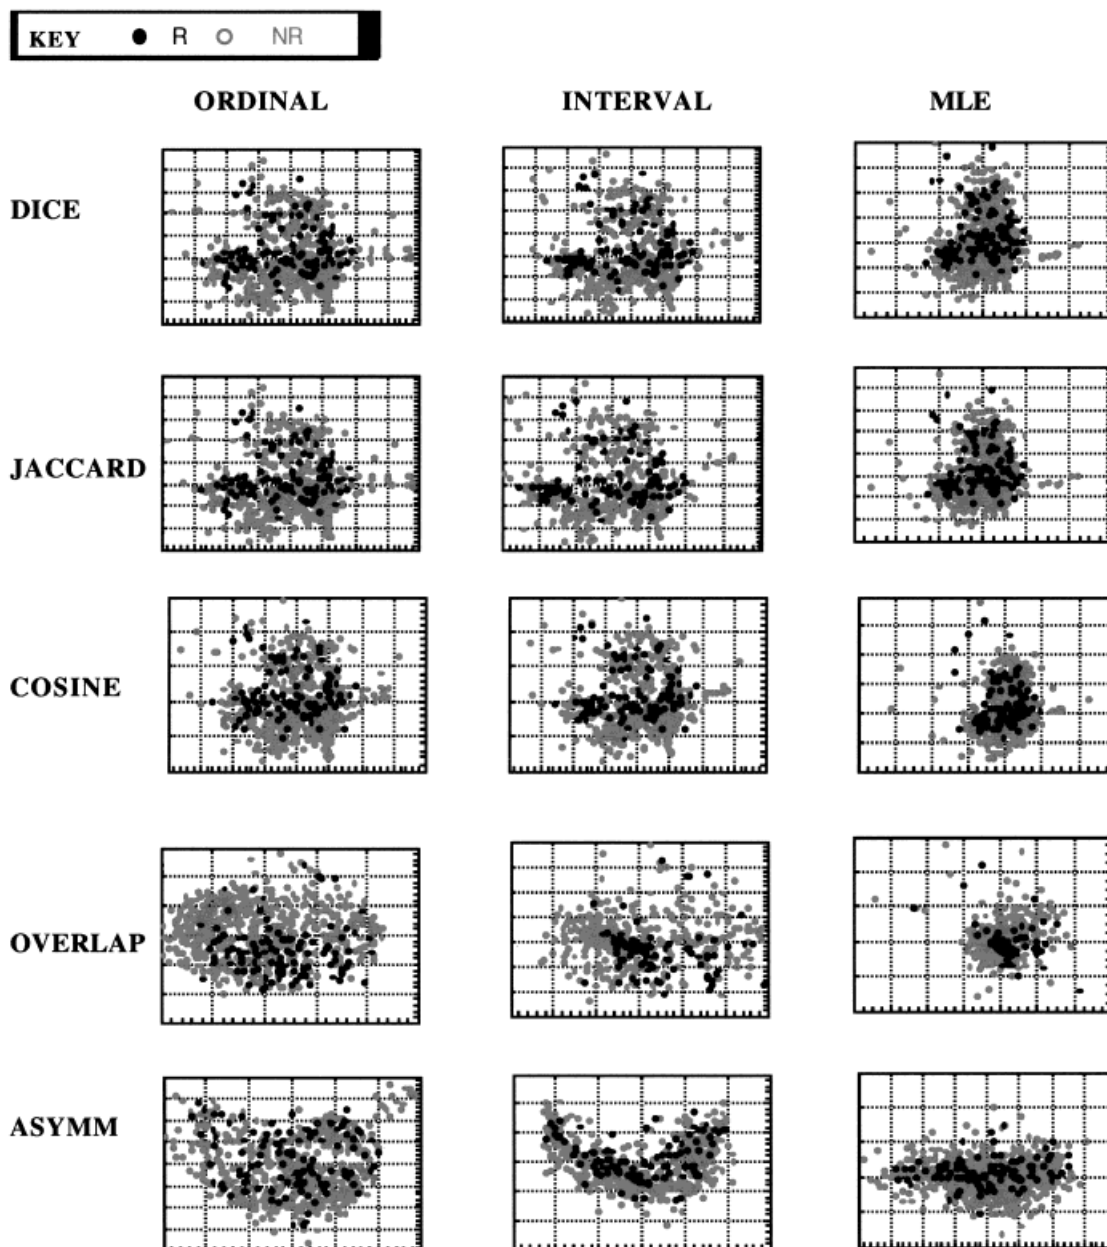 KEY R NR
ORDINAL INTERVAL MLE
DICE
JACCARD
COSINE
OVERLAP
ASYMM